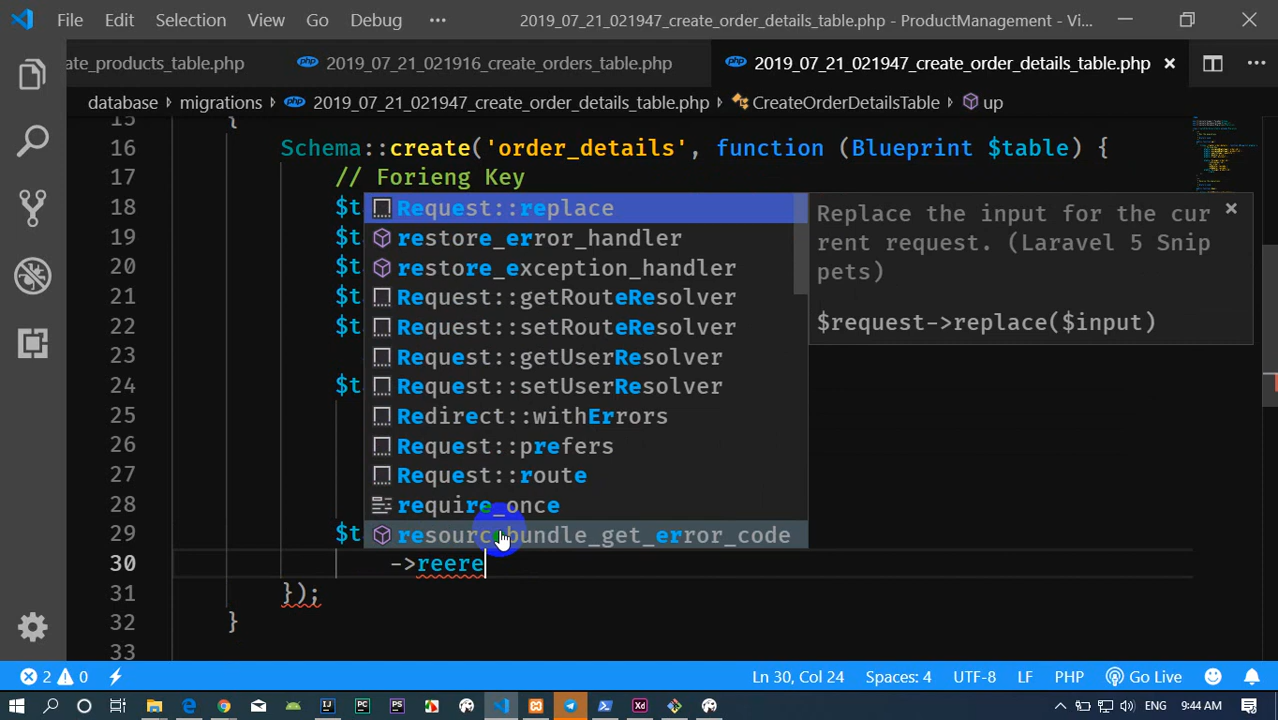 File Edit Selection View Go Debug ··· 2019_07_21_021947_create_order_details_table.php - ProductManagement - Vi...
ate_products_table.php 2019_07_21_021916_create_orders_table.php 2019_07_21_021947_create_order_details_table.php
database › migrations › 2019_07_21_021947_create_order_details_table.php › CreateOrderDetailsTable › up
15 {
16 Schema::create('order_details', function (Blueprint $table) {
17 // Forieng Key
18 $t
Request::replace
19 $t
restore_error_handler
20 $t
restore_exception_handler
21 $t
Request::getRouteResolver
22 $t
Request::setRouteResolver
23
Request::getUserResolver
24 $t
Request::setUserResolver
25
Redirect::withErrors
26
Request::prefers
27
Request::route
28
require_once
29 $t
resourcebundle_get_error_code
Replace the input for the cur
rent request. (Laravel 5 Snip
pets)
$request->replace($input)
30 ->reere
31 });
32 }
33
2 0 Ln 30, Col 24 Spaces: 4 UTF-8 LF PHP Go Live
ENG 9:44 AM